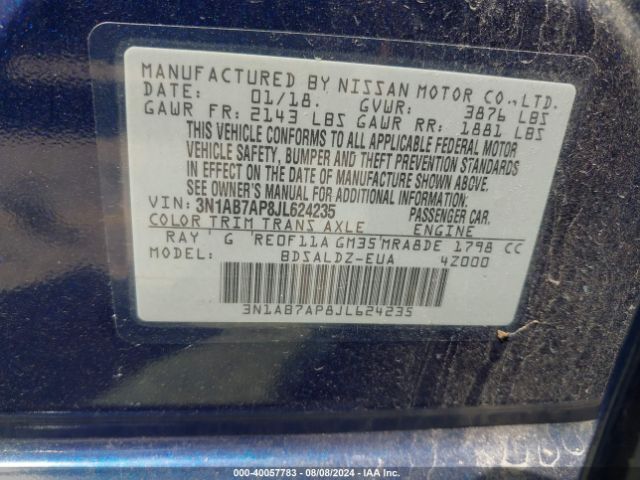 MANUFACTURED BY NISSAN MOTOR CO.,LTD.
DATE: 01/18. GVWR: 3876 LBS
GAWR FR: 2143 LBS GAWR RR: 1881 LBS
THIS VEHICLE CONFORMS TO ALL APPLICABLE FEDERAL MOTOR
VEHICLE SAFETY, BUMPER AND THEFT PREVENTION STANDARDS
IN EFFECT ON THE DATE OF MANUFACTURE SHOWN ABOVE.
SEE OWNER'S MANUAL FOR ADDITIONAL INFORMATION.
VIN: 3N1AB7AP8JL624235 PASSENGER CAR.
COLOR TRIM TRANS AXLE ENGINE
RAY G RE0F11A GM35 MRA8DE 1798 CC
MODEL: BDSALDZ-EUA 4Z000
3N1AB7AP8JL624235
000-40057783 - 08/08/2024 - IAA Inc.